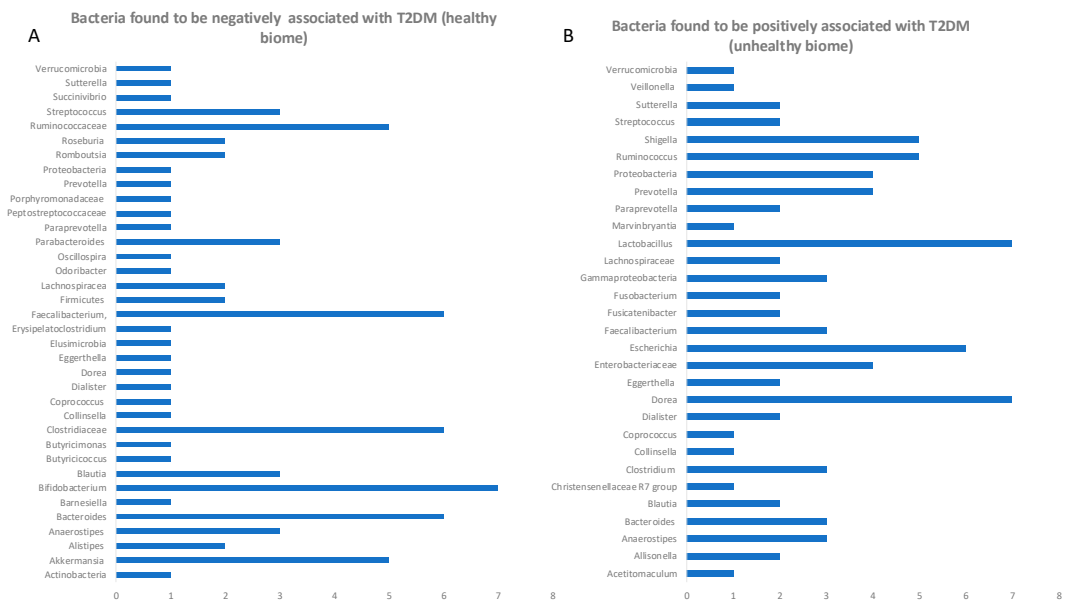 A
Bacteria found to be negatively associated with T2DM (healthy
biome)
Verrucomicrobia
Sutterella
Succinivibrio
Streptococcus
Ruminococcaceae
Roseburia
Romboutsia
Proteobacteria
Prevotella
Porphyromonadaceae
Peptostreptococcaceae
Paraprevotella
Parabacteroides
Oscillospira
Odoribacter
Lachnospiracea
Firmicutes
Faecalibacterium,
Erysipelatoclostridium
Elusimicrobia
Eggerthella
Dorea
Dialister
Coprococcus
Collinsella
Clostridiaceae
Butyricimonas
Butyricicoccus
Blautia
Bifidobacterium
Barnesiella
Bacteroides
Anaerostipes
Alistipes
Akkermansia
Actinobacteria
0 1 2 3 4 5 6 7 8
B
Bacteria found to be positively associated with T2DM
(unhealthy biome)
Verrucomicrobia
Veillonella
Sutterella
Streptococcus
Shigella
Ruminococcus
Proteobacteria
Prevotella
Paraprevotella
Marvinbryantia
Lactobacillus
Lachnospiraceae
Gammaproteobacteria
Fusobacterium
Fusicatenibacter
Faecalibacterium
Escherichia
Enterobacteriaceae
Eggerthella
Dorea
Dialister
Coprococcus
Collinsella
Clostridium
Christensenellaceae R7 group
Blautia
Bacteroides
Anaerostipes
Allisonella
Acetitomaculum
0 1 2 3 4 5 6 7 8